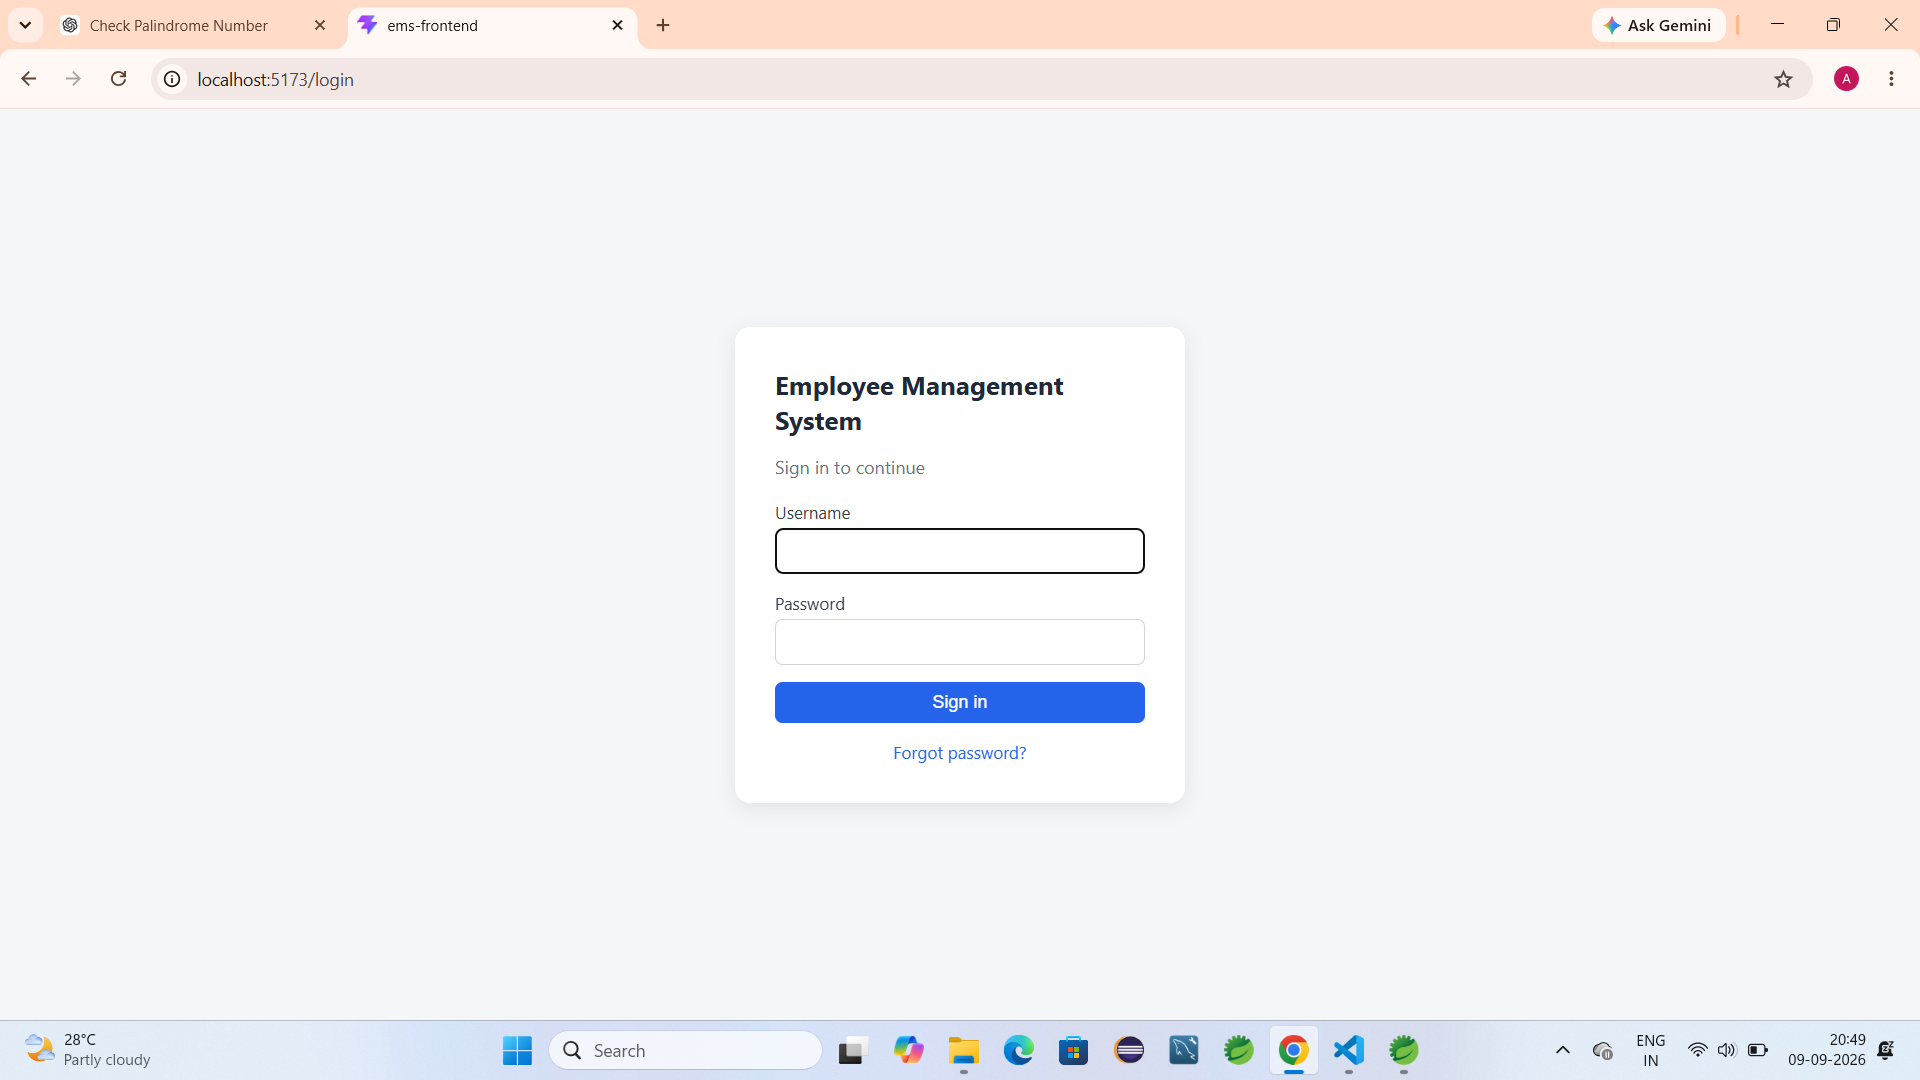 Check Palindrome Number
ems-frontend
Ask Gemini
localhost:5173/login
A
Employee Management
System
Sign in to continue
Username
Password
Sign in
Forgot password?
28°C
Partly cloudy
Search
ENG
IN
20:49
09-09-2026